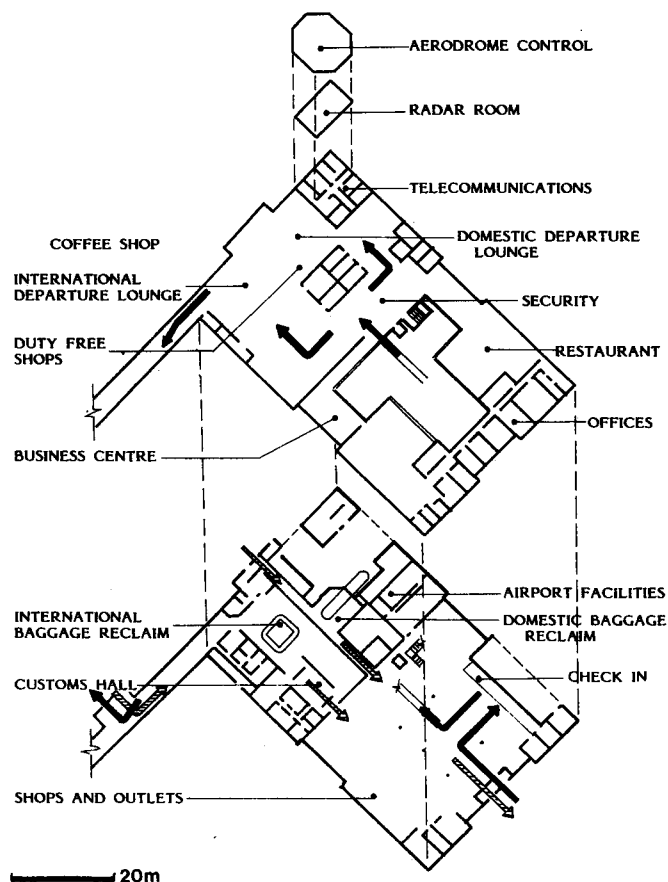 AERODROME CONTROL
RADAR ROOM
TELECOMMUNICATIONS
COFFEE SHOP
DOMESTIC DEPARTURE
LOUNGE
INTERNATIONAL
DEPARTURE LOUNGE
SECURITY
DUTY FREE
SHOPS
RESTAURANT
OFFICES
BUSINESS CENTRE
AIRPORT FACILITIES
INTERNATIONAL
BAGGAGE RECLAIM
DOMESTIC BAGGAGE
RECLAIM
CUSTOMS HALL
CHECK IN
SHOPS AND OUTLETS
20m